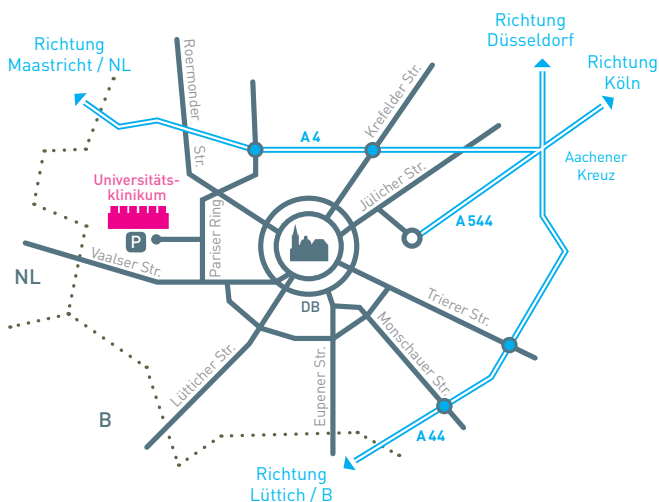 Richtung
Maastricht / NL
Roermonder
Str.
Krefelder Str.
Richtung
Düsseldorf
Richtung
Köln
A 4
Jülicher Str.
Aachener
Kreuz
Universitäts-
klinikum
P
Pariser Ring
A 544
Vaalser Str.
NL
DB
Trierer Str.
Monschauer Str.
Lütticher Str.
Eupener Str.
B
A 44
Richtung
Lüttich / B